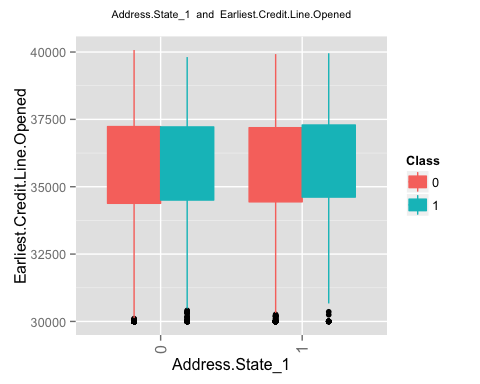 Address.State_1 and Earliest.Credit.Line.Opened
Earliest.Credit.Line.Opened
40000
37500
35000
32500
30000
0
1
Address.State_1
Class
0
1